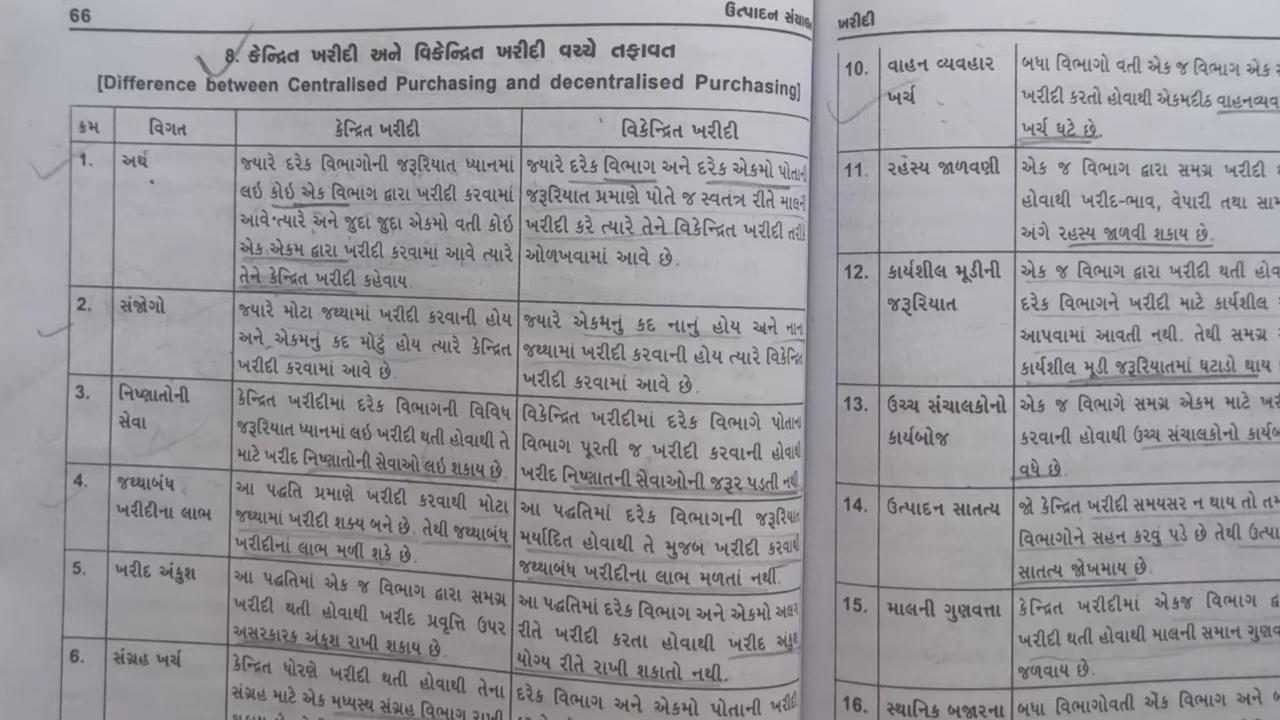 66
ઉત્પાદન સંચાલ
8. કેન્દ્રિત ખરીદી અને વિકેન્દ્રિત ખરીદી વચ્ચે તફાવત
[Difference between Centralised Purchasing and decentralised Purchasing]
ક્રમ વિગત કેન્દ્રિત ખરીદી વિકેન્દ્રિત ખરીદી
1. અર્થ
જ્યારે દરેક વિભાગોની જરૂરિયાત ધ્યાનમાં
લઇ કોઇ એક વિભાગ દ્વારા ખરીદી કરવામાં
આવે ત્યારે અને જુદા જુદા એકમો વતી કોઇ
એક એકમ દ્વારા ખરીદી કરવામાં આવે ત્યારે
તેને કેન્દ્રિત ખરીદી કહેવાય.
જ્યારે દરેક વિભાગ અને દરેક એકમો પોતાની
જરૂરિયાત પ્રમાણે પોતે જ સ્વતંત્ર રીતે માલની
ખરીદી કરે ત્યારે તેને વિકેન્દ્રિત ખરીદી તરીકે
ઓળખવામાં આવે છે.
2. સંજોગો
જ્યારે મોટા જથ્થામાં ખરીદી કરવાની હોય
અને એકમનું કદ મોટું હોય ત્યારે કેન્દ્રિત
ખરીદી કરવામાં આવે છે.
જ્યારે એકમનું કદ નાનું હોય અને નાના
જથ્થામાં ખરીદી કરવાની હોય ત્યારે વિકેન્દ્રિત
ખરીદી કરવામાં આવે છે.
3. નિષ્ણાતોની
સેવા
કેન્દ્રિત ખરીદીમાં દરેક વિભાગની વિવિધ
જરૂરિયાત ધ્યાનમાં લઇ ખરીદી થતી હોવાથી તે
માટે ખરીદ નિષ્ણાતોની સેવાઓ લઇ શકાય છે.
વિકેન્દ્રિત ખરીદીમાં દરેક વિભાગે પોતાના
વિભાગ પૂરતી જ ખરીદી કરવાની હોવાથી
ખરીદ નિષ્ણાતની સેવાઓની જરૂર પડતી નથી.
4. જથ્થાબંધ
ખરીદીના લાભ
આ પદ્ધતિ પ્રમાણે ખરીદી કરવાથી મોટા
જથ્થામાં ખરીદી શક્ય બને છે. તેથી જથ્થાબંધ
ખરીદીનાં લાભ મળી શકે છે.
આ પદ્ધતિમાં દરેક વિભાગની જરૂરિયાત
મર્યાદિત હોવાથી તે મુજબ ખરીદી કરવાથી
જથ્થાબંધ ખરીદીના લાભ મળતાં નથી.
5. ખરીદ અંકુશ
આ પદ્ધતિમાં એક જ વિભાગ દ્વારા સમગ્ર
ખરીદી થતી હોવાથી ખરીદ પ્રવૃત્તિ ઉપર
અસરકારક અંકુશ રાખી શકાય છે.
આ પદ્ધતિમાં દરેક વિભાગ અને એકમો અલગ
રીતે ખરીદી કરતા હોવાથી ખરીદ અંકુશ
યોગ્ય રીતે રાખી શકાતો નથી.
6. સંગ્રહ ખર્ચ
કેન્દ્રિત ધોરણે ખરીદી થતી હોવાથી તેના
સંગ્રહ માટે એક મધ્યસ્થ સંગ્રહ વિભાગ રાખી
દરેક વિભાગ અને એકમો પોતાની ખરીદી
ખરીદી
10. વાહન વ્યવહાર
ખર્ચ
બધા વિભાગો વતી એક જ વિભાગ એક
ખરીદી કરતો હોવાથી એકમદીઠ વાહનવ્યવ
ખર્ચ ઘટે છે.
11. રહસ્ય જાળવણી
એક જ વિભાગ દ્વારા સમગ્ર ખરીદી
હોવાથી ખરીદ-ભાવ, વેપારી તથા સામ
અંગે રહસ્ય જાળવી શકાય છે.
12. કાર્યશીલ મૂડીની
જરૂરિયાત
એક જ વિભાગ દ્વારા ખરીદી થતી હોવા
દરેક વિભાગને ખરીદી માટે કાર્યશીલ
આપવામાં આવતી નથી. તેથી સમગ્ર
કાર્યશીલ મૂડી જરૂરિયાતમાં ઘટાડો થાય
13. ઉચ્ચ સંચાલકોનો
કાર્યબોજ
એક જ વિભાગે સમગ્ર એકમ માટે ખરી
કરવાની હોવાથી ઉચ્ચ સંચાલકોનો કાર્યબ
વધે છે.
14. ઉત્પાદન સાતત્ય
જો કેન્દ્રિત ખરીદી સમયસર ન થાય તો તમ
વિભાગોને સહન કરવું પડે છે તેથી ઉત્પા
સાતત્ય જોખમાય છે.
15. માલની ગુણવત્તા
કેન્દ્રિત ખરીદીમાં એકજ વિભાગ
ખરીદી થતી હોવાથી માલની સમાન ગુણવ
જળવાય છે.
16. સ્થાનિક બજારના
બધા વિભાગોવતી એક વિભાગ અને